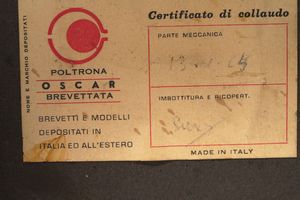 Certificato di collaudo
NOME E MARCHIO DEPOSITATI
POLTRONA
OSCAR
BREVETTATA
BREVETTI E MODELLI
DEPOSITATI IN
ITALIA ED ALL'ESTERO
PARTE MECCANICA
IMBOTTITURA E RICOPERT.
MADE IN ITALY